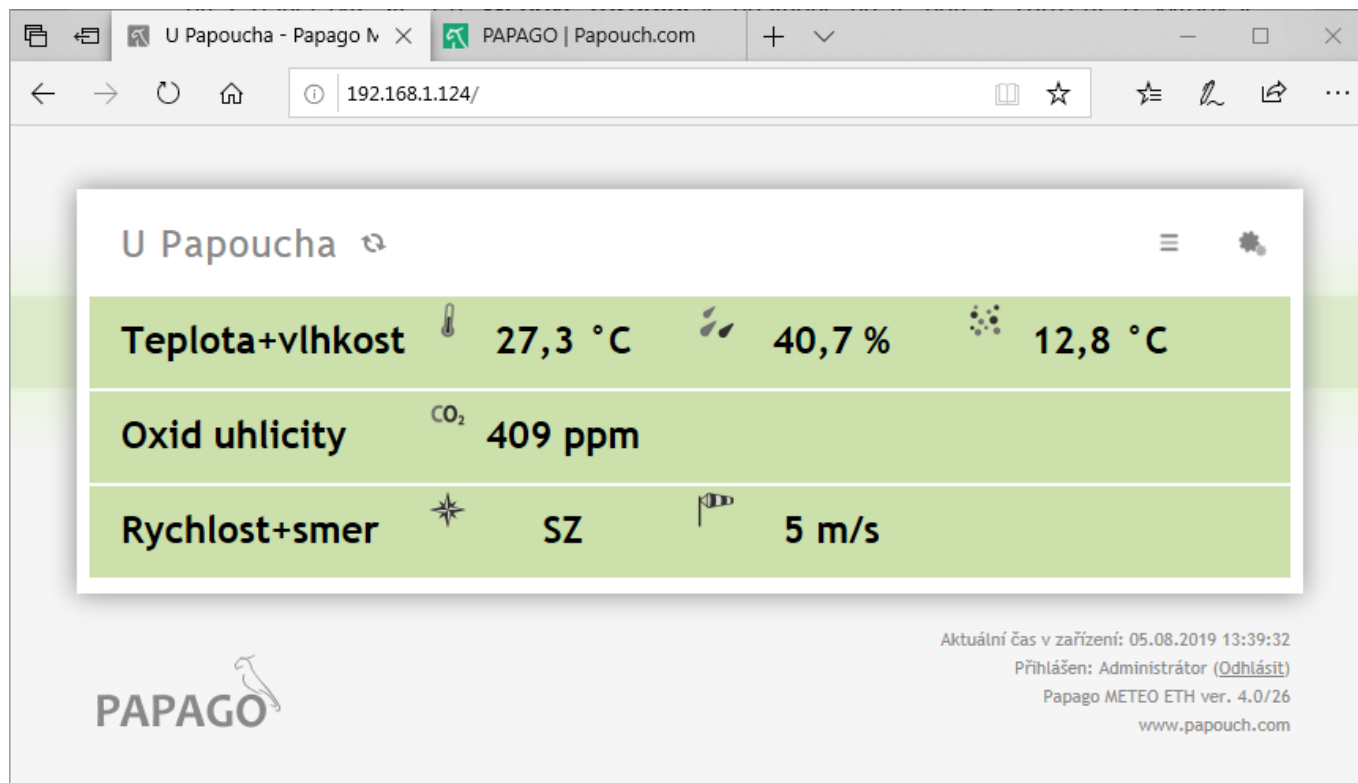 U Papoucha - Papago M
PAPAGO | Papouch.com
192.168.1.124/
U Papoucha
Teplota+vlhkost 27,3 °C 40,7 % 12,8 °C
Oxid uhlicity CO₂ 409 ppm
Rychlost+smer SZ 5 m/s
Aktuální čas v zařízení: 05.08.2019 13:39:32
Přihlášen: Administrátor (Odhlásit)
Papago METEO ETH ver. 4.0/26
www.papouch.com
PAPAGO